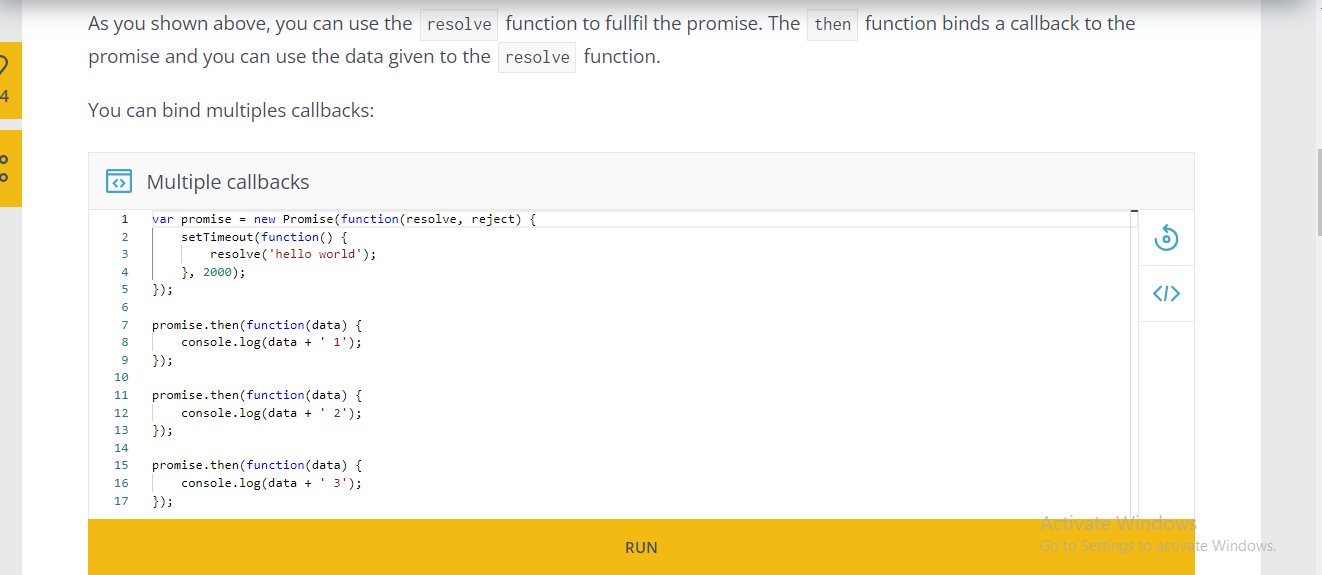 As you shown above, you can use the resolve function to fullfil the promise. The then function binds a callback to the
promise and you can use the data given to the resolve function.
4
You can bind multiples callbacks:
Multiple callbacks
1 var promise = new Promise(function(resolve, reject) {
2     setTimeout(function() {
3         resolve('hello world');
4     }, 2000);
5 });
6
7 promise.then(function(data) {
8     console.log(data + ' 1');
9 });
10
11 promise.then(function(data) {
12     console.log(data + ' 2');
13 });
14
15 promise.then(function(data) {
16     console.log(data + ' 3');
17 });
RUN
Activate Windows
Go to Settings to activate Windows.